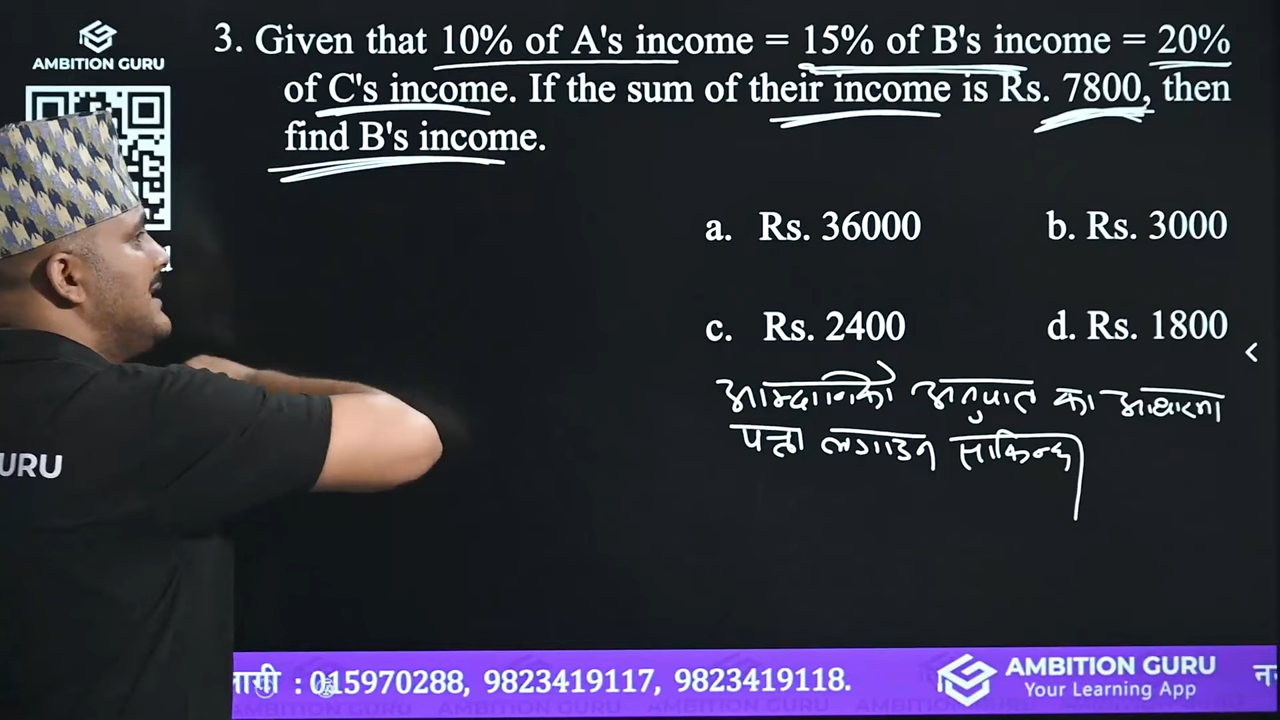 AMBITION GURU
3. Given that 10% of A's income = 15% of B's income = 20%
of C's income. If the sum of their income is Rs. 7800, then
find B's income.
a. Rs. 36000
b. Rs. 3000
c. Rs. 2400
d. Rs. 1800
<
आम्दानिको अनुपात का आधारमा
पत्ता लगाउन सकिन्छ
URU
: 015970288, 9823419117, 9823419118.
AMBITION GURU
Your Learning App